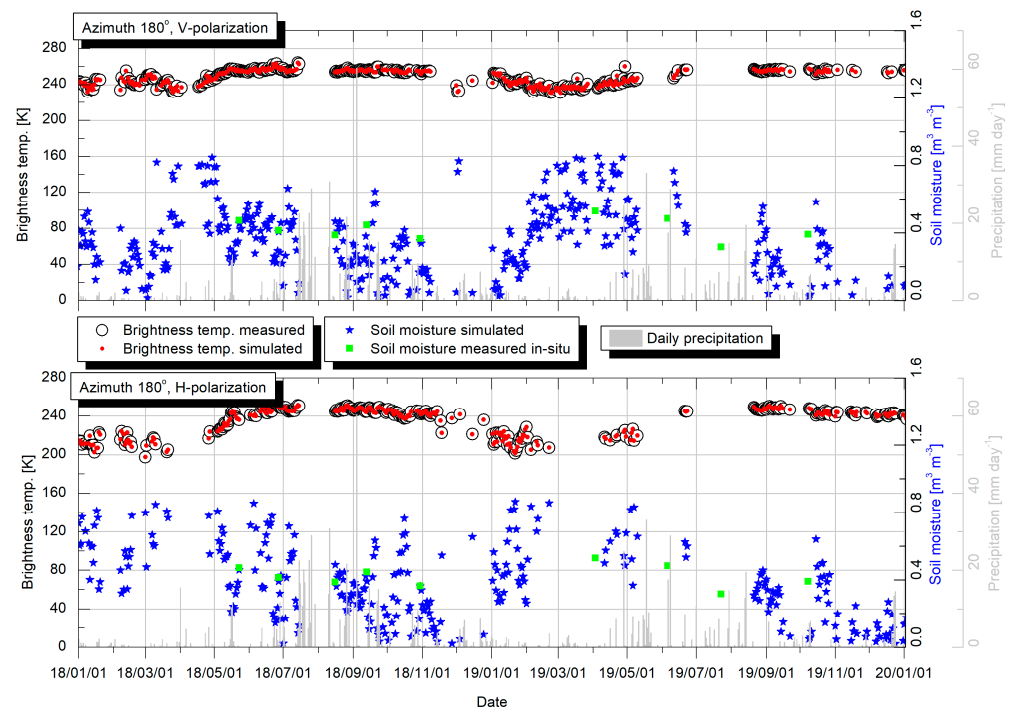 Azimuth 180°, V-polarization
280
240
200
160
120
80
40
0
Brightness temp. [K]
1.6
1.2
0.8
0.4
0.0
Soil moisture [m³ m⁻³]
60
40
20
0
Precipitation [mm day⁻¹]
Brightness temp. measured
Brightness temp. simulated
Soil moisture simulated
Soil moisture measured in-situ
Daily precipitation
Azimuth 180°, H-polarization
280
240
200
160
120
80
40
0
Brightness temp. [K]
1.6
1.2
0.8
0.4
0.0
Soil moisture [m³ m⁻³]
60
40
20
0
Precipitation [mm day⁻¹]
18/01/01 18/03/01 18/05/01 18/07/01 18/09/01 18/11/01 19/01/01 19/03/01 19/05/01 19/07/01 19/09/01 19/11/01 20/01/01
Date